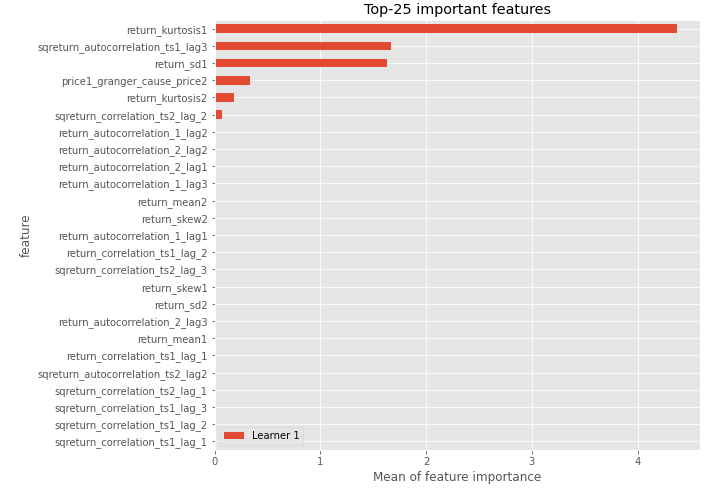 Top-25 important features
return_kurtosis1
sqreturn_autocorrelation_ts1_lag3
return_sd1
price1_granger_cause_price2
return_kurtosis2
sqreturn_correlation_ts2_lag_2
return_autocorrelation_1_lag2
return_autocorrelation_2_lag2
return_autocorrelation_2_lag1
return_autocorrelation_1_lag3
return_mean2
return_skew2
return_autocorrelation_1_lag1
return_correlation_ts1_lag_2
sqreturn_correlation_ts2_lag_3
return_skew1
return_sd2
return_autocorrelation_2_lag3
return_mean1
return_correlation_ts1_lag_1
sqreturn_autocorrelation_ts2_lag2
sqreturn_correlation_ts2_lag_1
sqreturn_correlation_ts1_lag_3
sqreturn_correlation_ts1_lag_2
sqreturn_correlation_ts1_lag_1
feature
Learner 1
0 1 2 3 4
Mean of feature importance